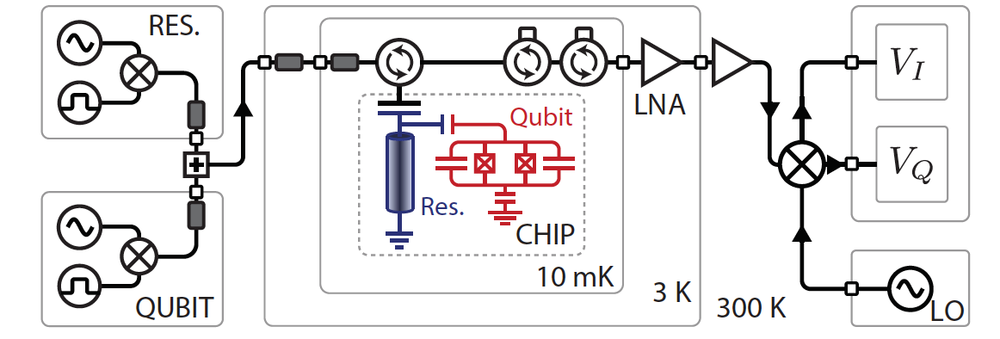 RES.
QUBIT
Qubit
Res.
CHIP
10 mK
3 K
LNA
300 K
V_I
V_Q
LO